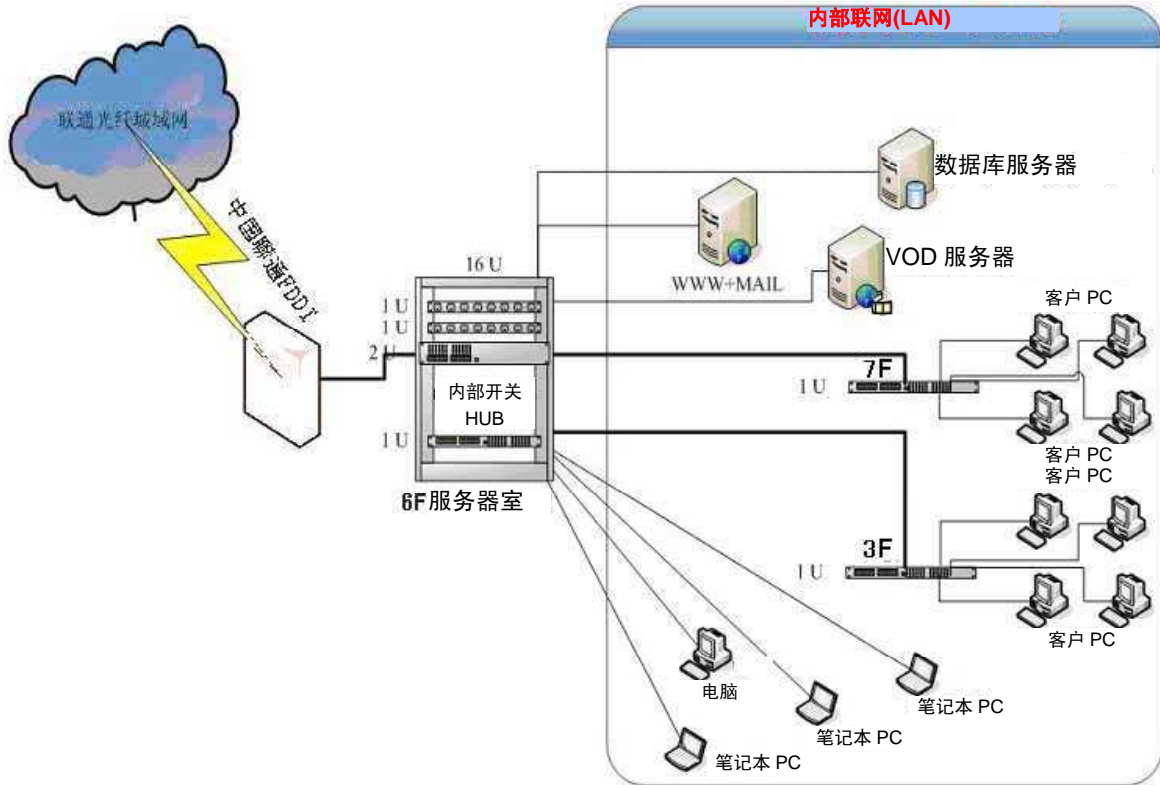 内部联网(LAN)
联通光纤城域网
中国聯通FDDI
数据库服务器
WWW+MAIL
VOD 服务器
16 U
1 U
1 U
2 U
内部开关
HUB
1 U
6F服务器室
客户 PC
7F
1 U
客户 PC
客户 PC
3F
1 U
客户 PC
电脑
笔记本 PC
笔记本 PC
笔记本 PC